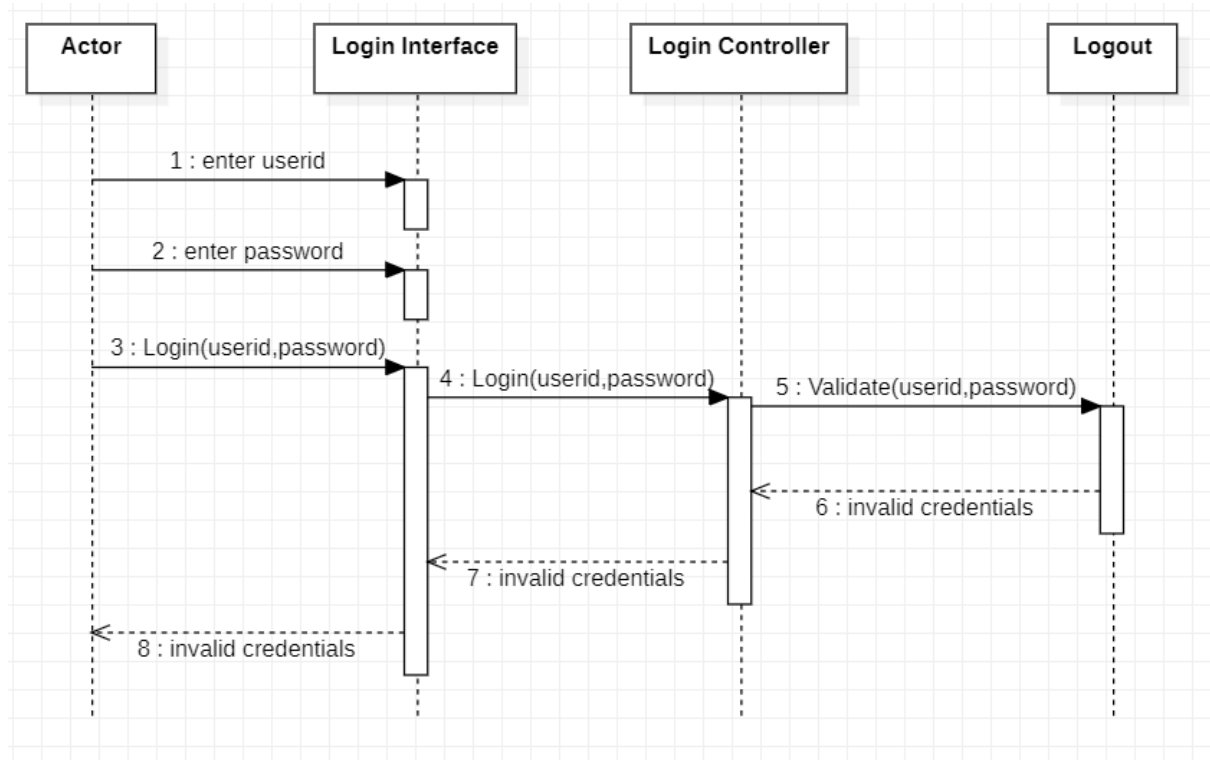 Actor
Login Interface
Login Controller
Logout
1 : enter userid
2 : enter password
3 : Login(userid,password)
4 : Login(userid,password)
5 : Validate(userid,password)
6 : invalid credentials
7 : invalid credentials
8 : invalid credentials